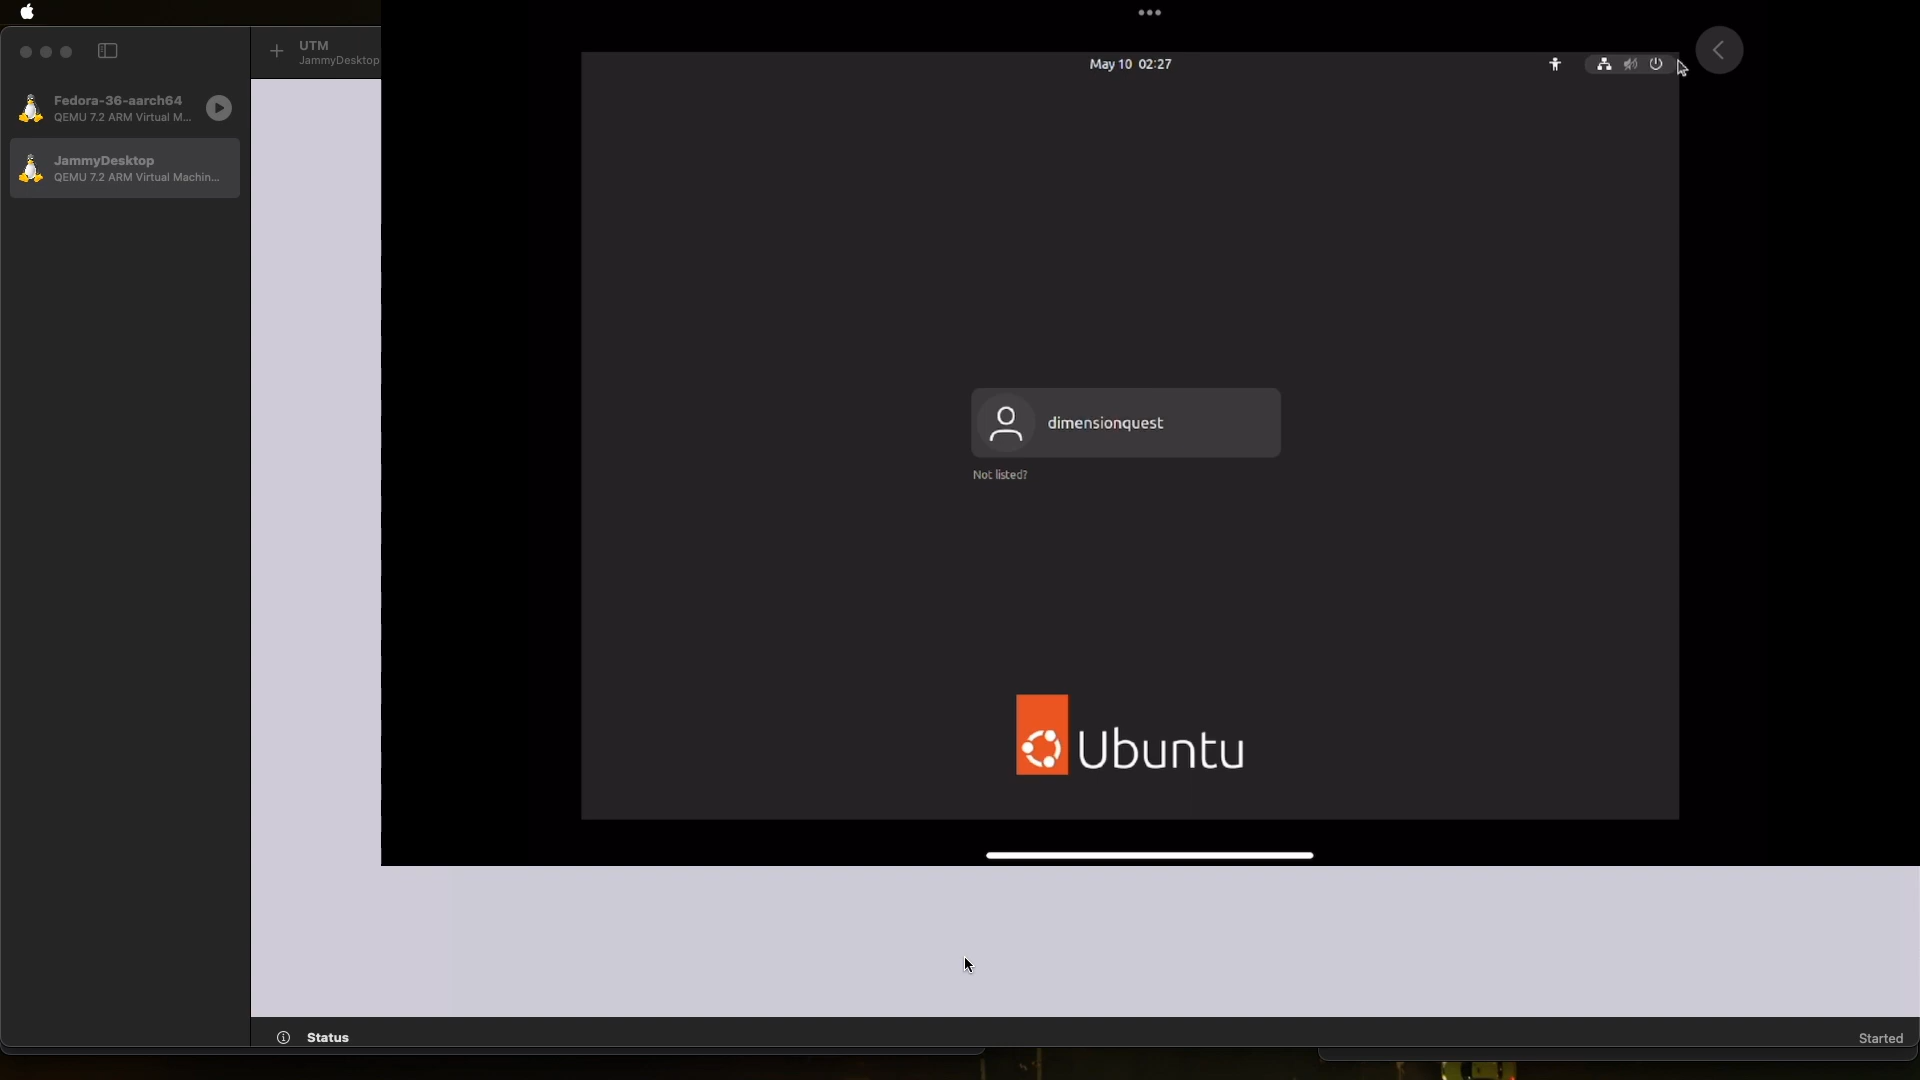 UTM
JammyDesktop
Fedora-36-aarch64
QEMU 7.2 ARM Virtual M...
JammyDesktop
QEMU 7.2 ARM Virtual Machin...
May 10 02:27
dimensionquest
Not listed?
Ubuntu
Status
Started